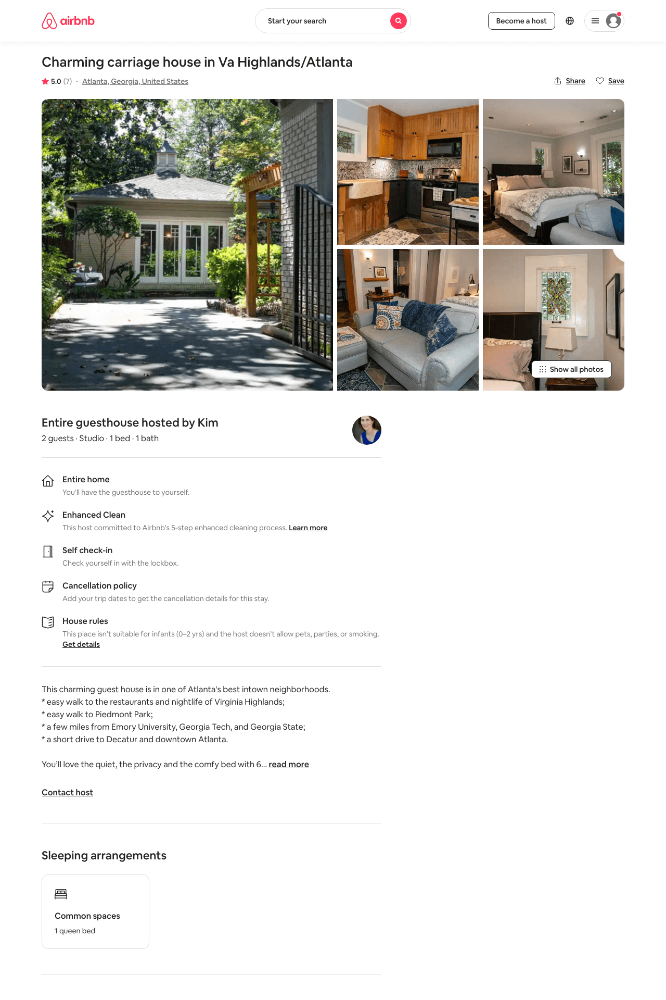 airbnb
Start your search
Become a host
Charming carriage house in Va Highlands/Atlanta
5.0 (7) · Atlanta, Georgia, United States
Share
Save
Show all photos
Entire guesthouse hosted by Kim
2 guests · Studio · 1 bed · 1 bath
Entire home
You’ll have the guesthouse to yourself.
Enhanced Clean
This host committed to Airbnb's 5-step enhanced cleaning process. Learn more
Self check-in
Check yourself in with the lockbox.
Cancellation policy
Add your trip dates to get the cancellation details for this stay.
House rules
This place isn’t suitable for infants (0–2 yrs) and the host doesn’t allow pets, parties, or smoking.
Get details
This charming guest house is in one of Atlanta's best intown neighborhoods.
* easy walk to the restaurants and nightlife of Virginia Highlands;
* easy walk to Piedmont Park;
* a few miles from Emory University, Georgia Tech, and Georgia State;
* a short drive to Decatur and downtown Atlanta.
You’ll love the quiet, the privacy and the comfy bed with 6... read more
Contact host
Sleeping arrangements
Common spaces
1 queen bed